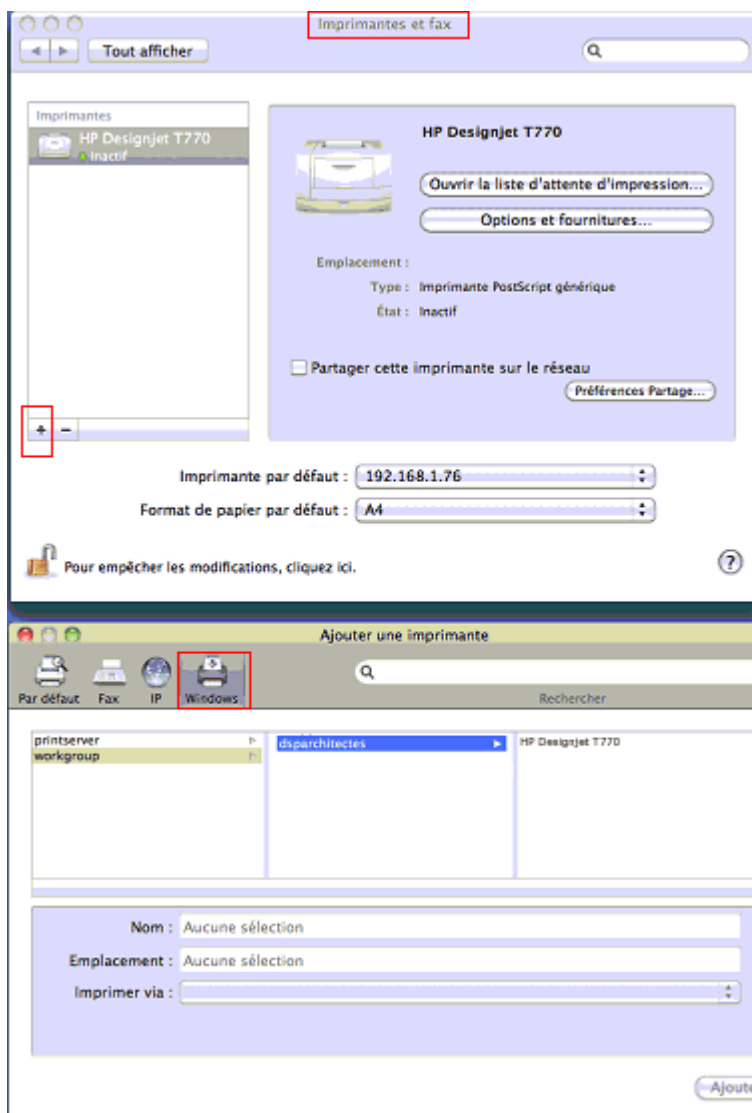 Imprimantes et fax
Tout afficher
Imprimantes
HP Designjet T770
Inactif
HP Designjet T770
Ouvrir la liste d'attente d'impression...
Options et fournitures...
Emplacement :
Type : Imprimante PostScript générique
État : Inactif
Partager cette imprimante sur le réseau
Préférences Partage...
+ −
Imprimante par défaut : 192.168.1.76
Format de papier par défaut : A4
Pour empêcher les modifications, cliquez ici.
?
Ajouter une imprimante
Par défaut Fax IP Windows Rechercher
printserver dsparchitectes HP Designjet T770
workgroup
Nom : Aucune sélection
Emplacement : Aucune sélection
Imprimer via :
Ajoute